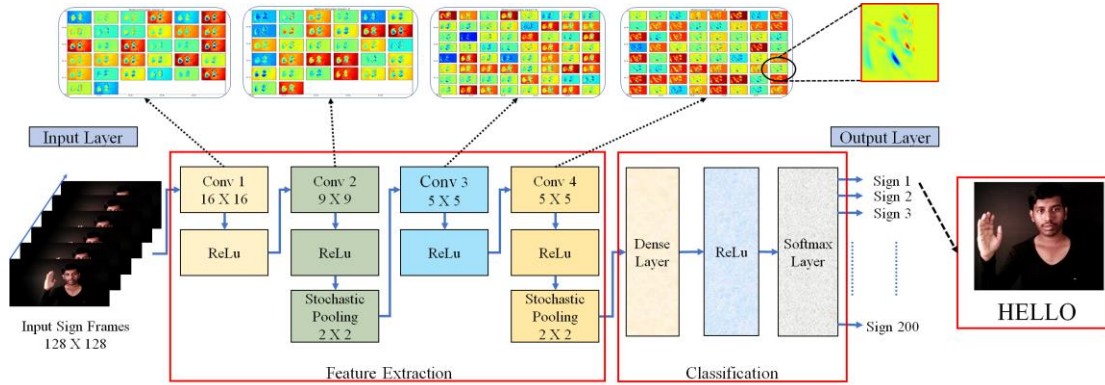 Input Layer
Output Layer
Conv 1
16 X 16
ReLu
Conv 2
9 X 9
ReLu
Stochastic
Pooling
2 X 2
Conv 3
5 X 5
ReLu
Conv 4
5 X 5
ReLu
Stochastic
Pooling
2 X 2
Dense
Layer
ReLu
Softmax
Layer
Sign 1
Sign 2
Sign 3
Sign 200
HELLO
Input Sign Frames
128 X 128
Feature Extraction
Classification